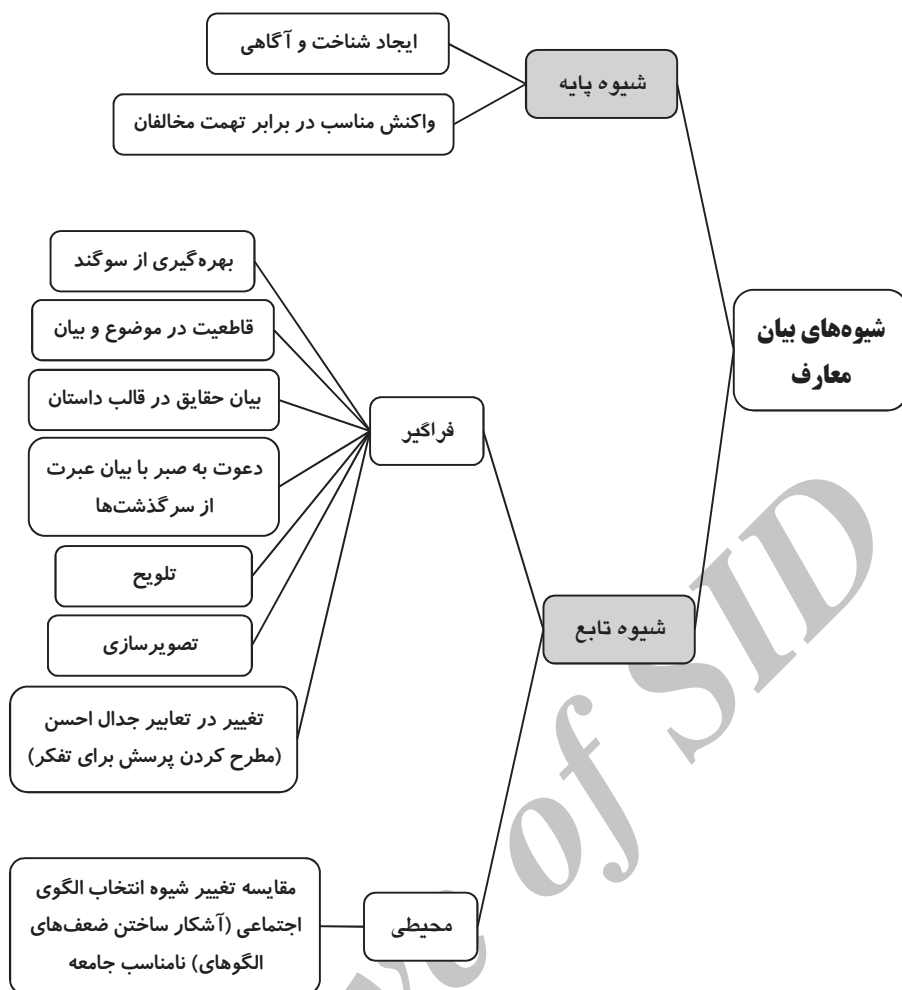 شیوه‌های بیان
معارف
شیوه پایه
ایجاد شناخت و آگاهی
واکنش مناسب در برابر تهمت مخالفان
شیوه تابع
فراگیر
بهره‌گیری از سوگند
قاطعیت در موضوع و بیان
بیان حقایق در قالب داستان
دعوت به صبر با بیان عبرت
از سرگذشت‌ها
تلویح
تصویرسازی
تغییر در تعابیر جدال احسن
(مطرح کردن پرسش برای تفکر)
محیطی
مقایسه تغییر شیوه انتخاب الگوی
اجتماعی (آشکار ساختن ضعف‌های
الگوهای) نامناسب جامعه
ve of SID